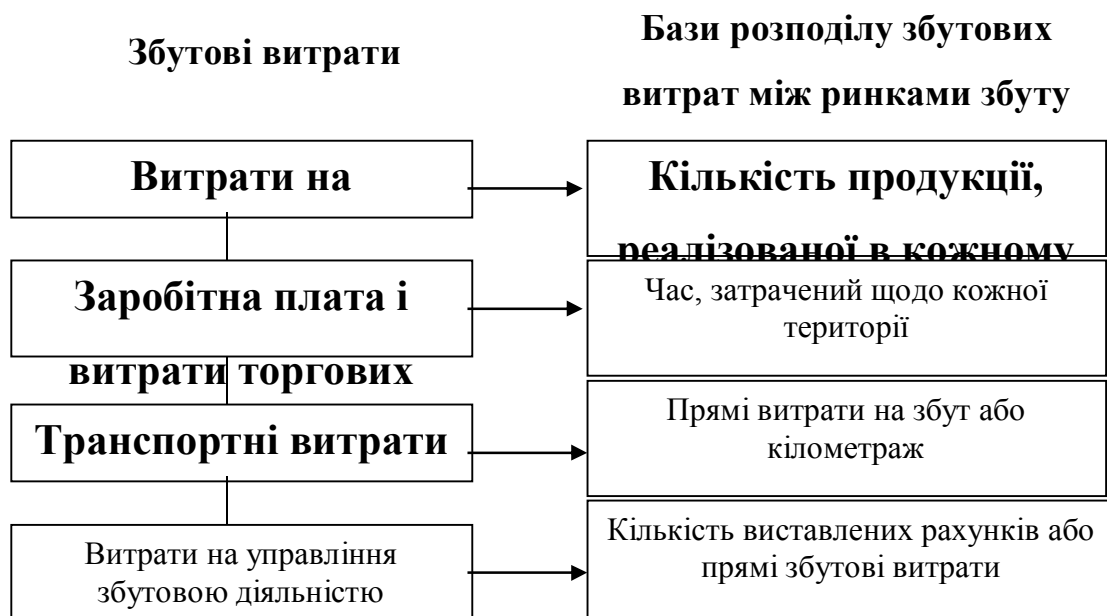 Збутові витрати
Бази розподілу збутових
витрат між ринками збуту
Витрати на
Кількість продукції,
реалізованої в кожному
Заробітна плата і
витрати торгових
Час, затрачений щодо кожної
території
Транспортні витрати
Прямі витрати на збут або
кілометраж
Витрати на управління
збутовою діяльністю
Кількість виставлених рахунків або
прямі збутові витрати